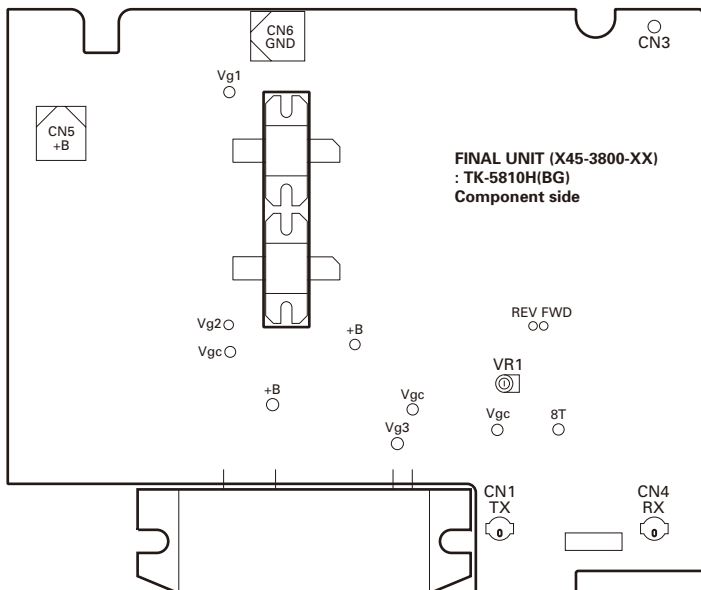 CN6
GND
CN3
Vg1
CN5
+B
FINAL UNIT (X45-3800-XX)
: TK-5810H(BG)
Component side
REV FWD
Vg2
+B
Vgc
VR1
+B
Vgc
Vgc
8T
Vg3
CN1
TX
CN4
RX